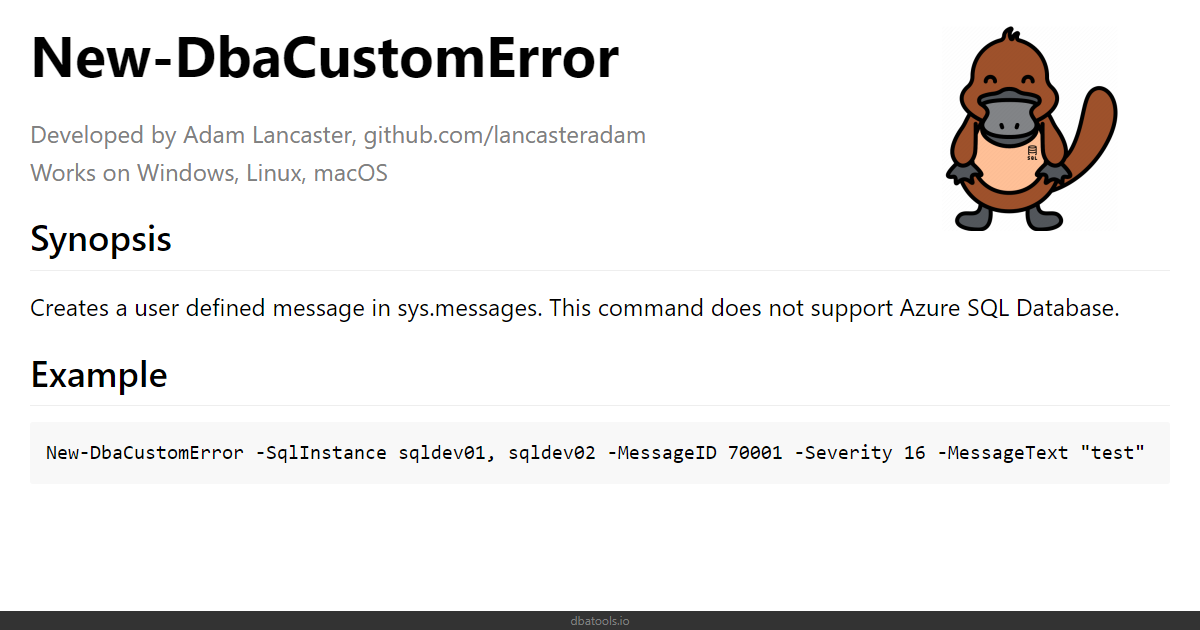 New-DbaCustomError
Developed by Adam Lancaster, github.com/lancasteradam
Works on Windows, Linux, macOS
SQL
Synopsis
Creates a user defined message in sys.messages. This command does not support Azure SQL Database.
Example
New-DbaCustomError -SqlInstance sqldev01, sqldev02 -MessageID 70001 -Severity 16 -MessageText "test"
dbatools.io